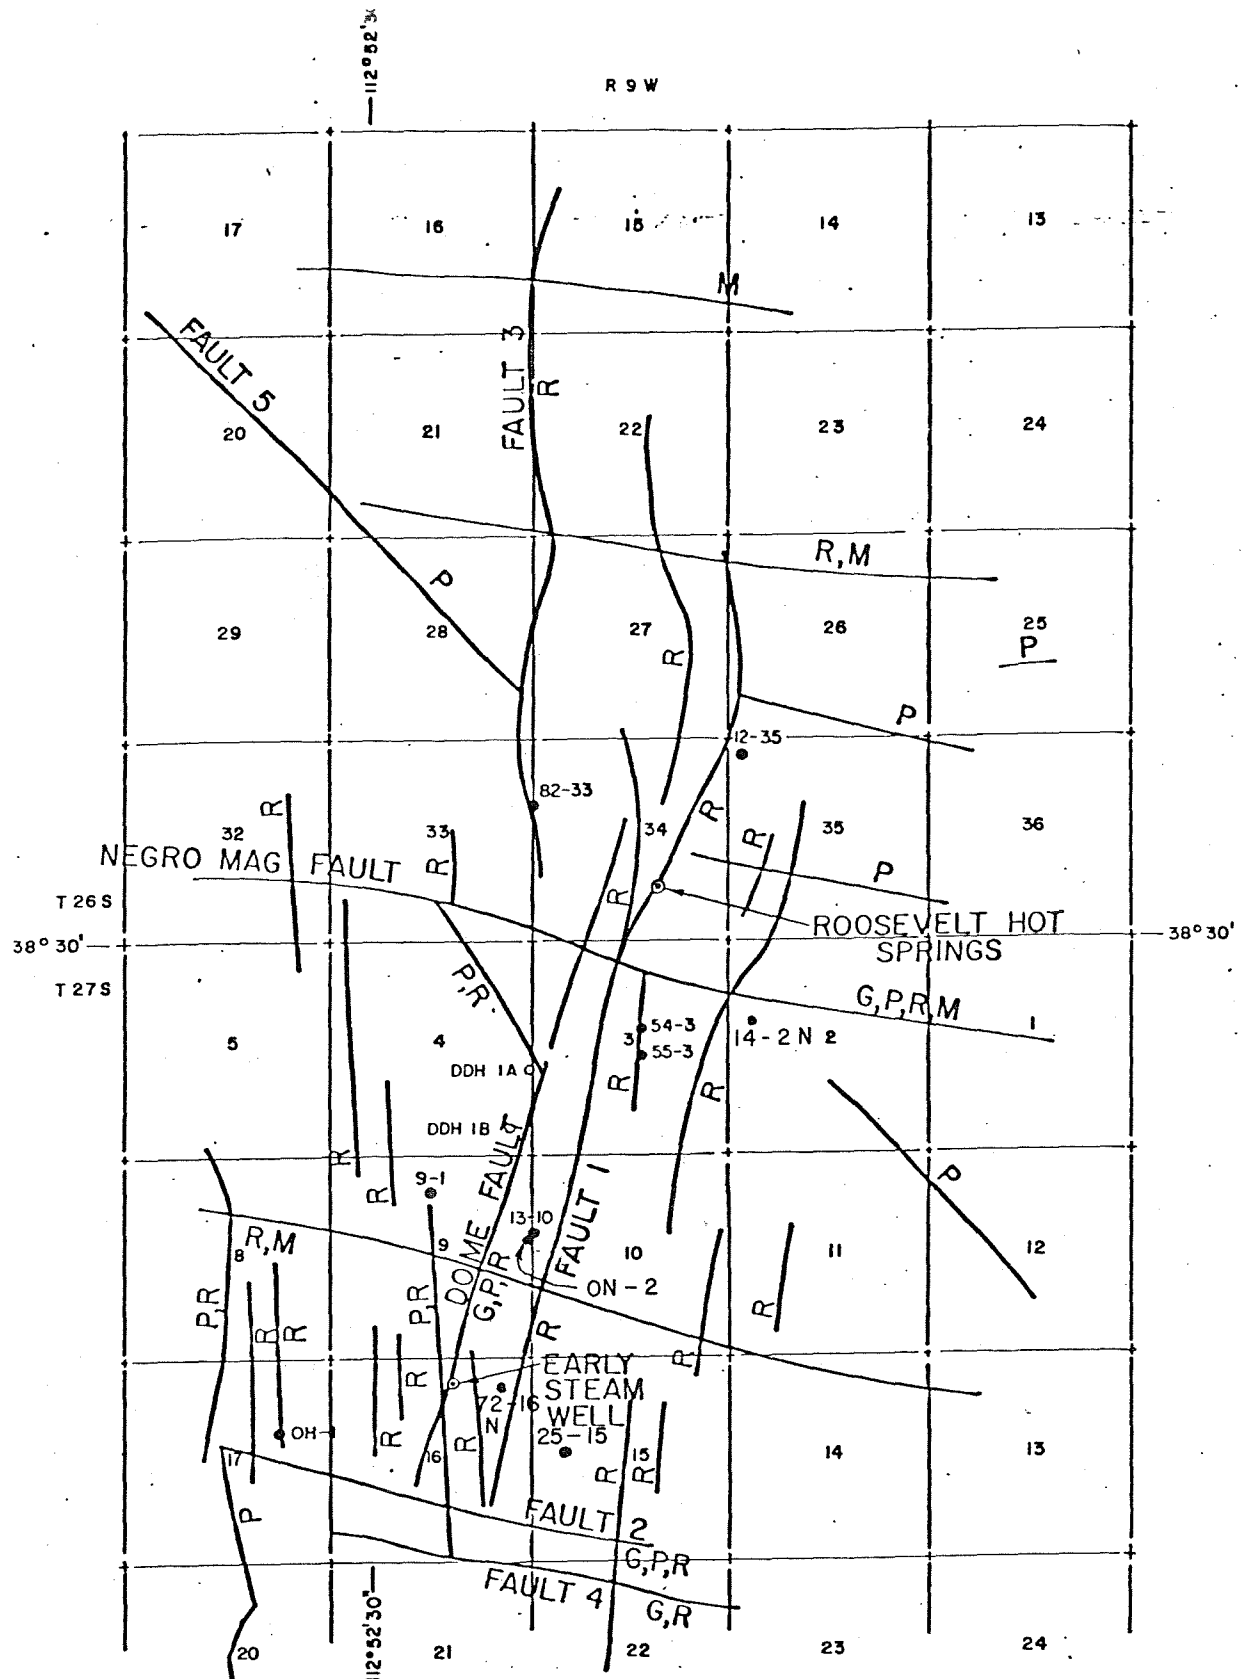 112°52'30"
R 9 W
17
16
15
14
13
M
FAULT 5
FAULT 3
R
20
21
22
23
24
R,M
P
29
28
27
26
25
P
R
P
12-35
82-33
R
R
32
33
34
35
36
R
R
NEGRO MAG FAULT
P
R
T 26 S
ROOSEVELT HOT
SPRINGS
38°30'
38°30'
T 27 S
P,R
G,P,R,M
54-3
1
5
4
3
14-2 N 2
55-3
DDH 1A
R
R
DDH 1B
R
R
P
9-1
DOME FAULT
G,P,R
FAULT 1
13-10
R,M
8
9
10
11
12
ON-2
P,R
P,R
R
R
R
R
R
EARLY
STEAM
WELL
R
72-16
N
25-15
OH-1
R
R
17
16
15
14
13
R
R
P
FAULT 2
G,P,R
FAULT 4
G,R
112°52'30"
20
21
22
23
24